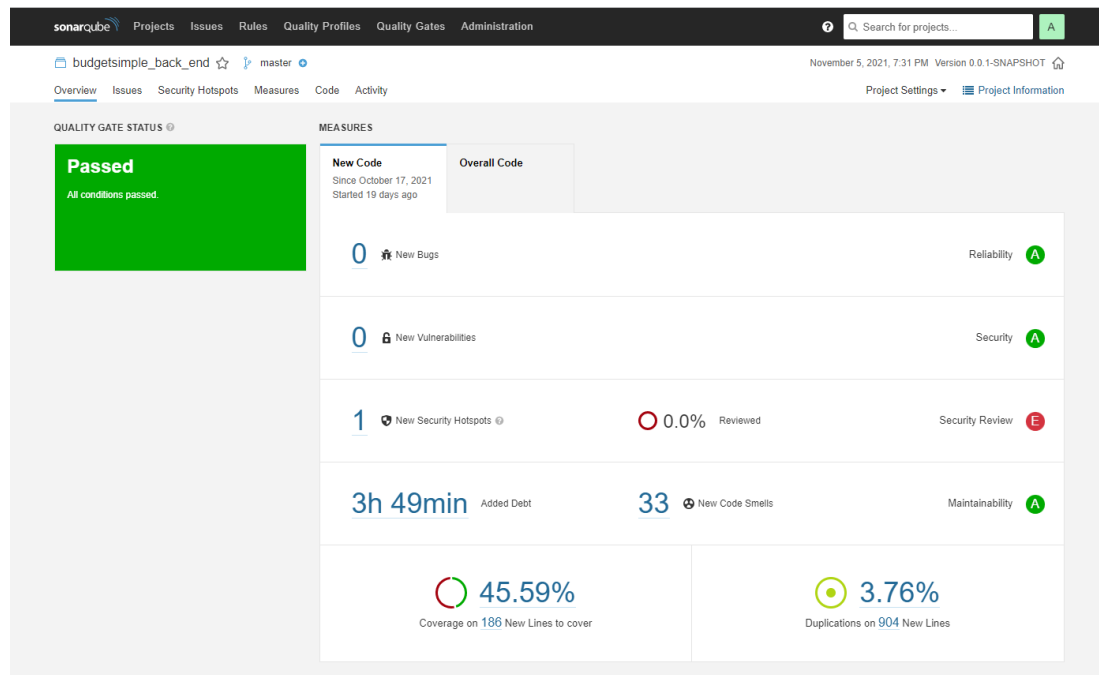 sonarqube Projects Issues Rules Quality Profiles Quality Gates Administration ? Search for projects... A
budgetsimple_back_end master November 5, 2021, 7:31 PM Version 0.0.1-SNAPSHOT
Overview Issues Security Hotspots Measures Code Activity Project Settings Project Information
QUALITY GATE STATUS ?
Passed
All conditions passed.
MEASURES
New Code
Since October 17, 2021
Started 19 days ago
Overall Code
0 New Bugs Reliability A
0 New Vulnerabilities Security A
1 New Security Hotspots ? 0.0% Reviewed Security Review E
3h 49min Added Debt 33 New Code Smells Maintainability A
45.59%
Coverage on 186 New Lines to cover
3.76%
Duplications on 904 New Lines